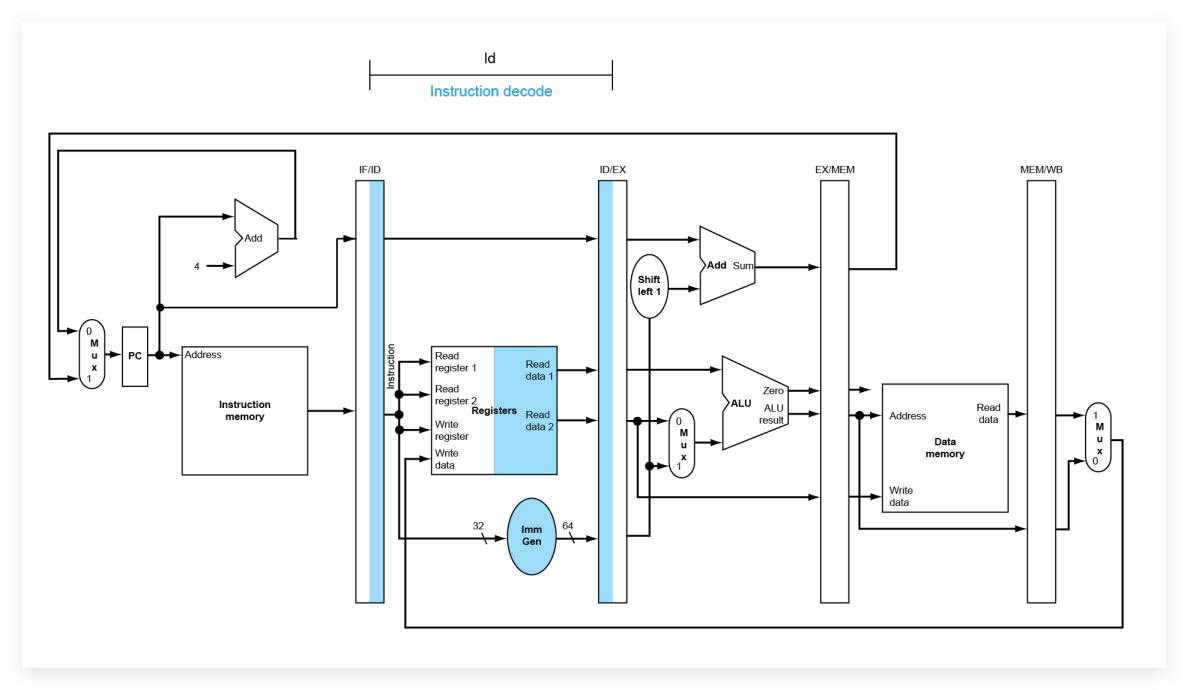 ld
Instruction decode
IF/ID
ID/EX
EX/MEM
MEM/WB
Add
4
0
M
u
x
1
PC
Address
Instruction
memory
Instruction
Read
register 1
Read
register 2
Write
register
Write
data
Registers
Read
data 1
Read
data 2
32
Imm
Gen
64
Shift
left 1
Add Sum
0
M
u
x
1
ALU
Zero
ALU
result
Address
Read
data
Data
memory
Write
data
1
M
u
x
0